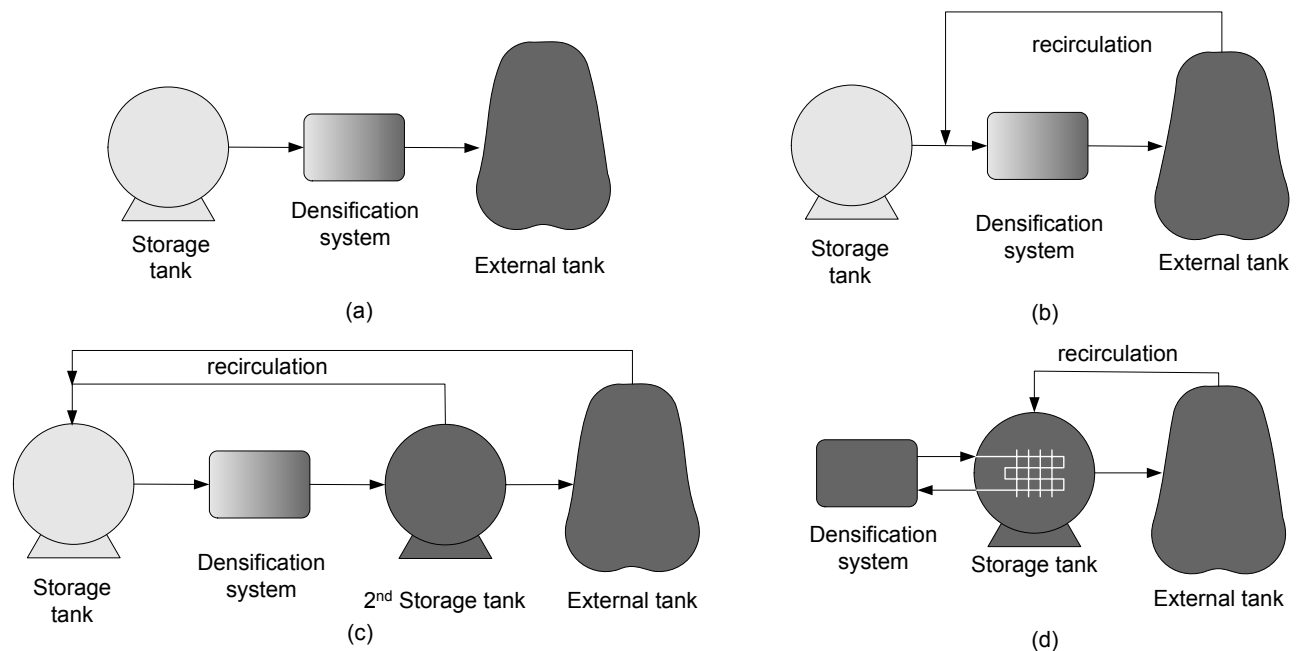 Storage
tank
Densification
system
External tank
(a)
recirculation
Storage
tank
Densification
system
External tank
(b)
recirculation
Storage
tank
Densification
system
2nd Storage tank
External tank
(c)
recirculation
Densification
system
Storage tank
External tank
(d)